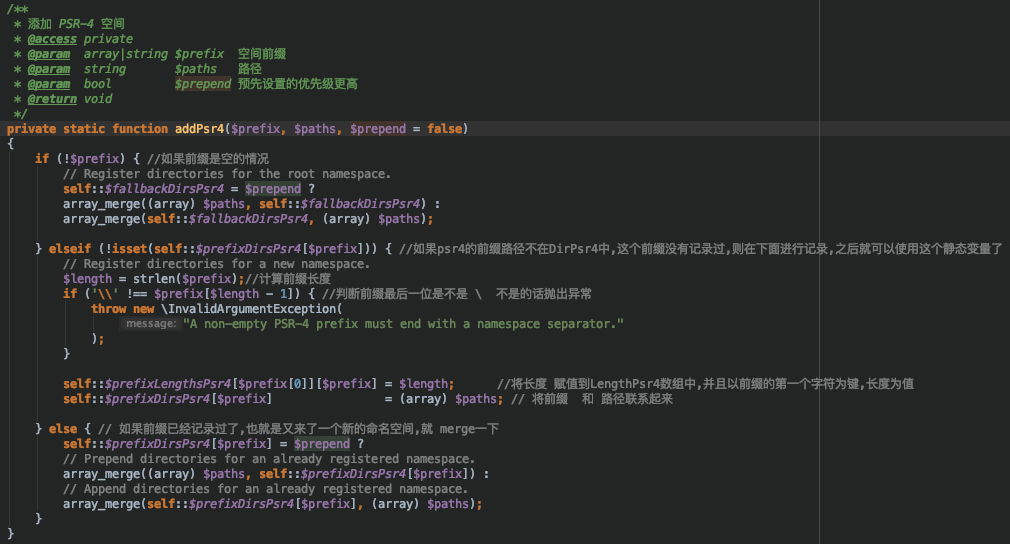 /**
 * 添加 PSR-4 空间
 * @access private
 * @param  array|string $prefix  空间前缀
 * @param  string       $paths   路径
 * @param  bool         $prepend 预先设置的优先级更高
 * @return void
 */
private static function addPsr4($prefix, $paths, $prepend = false)
{
    if (!$prefix) { //如果前缀是空的情况
        // Register directories for the root namespace.
        self::$fallbackDirsPsr4 = $prepend ?
        array_merge((array) $paths, self::$fallbackDirsPsr4) :
        array_merge(self::$fallbackDirsPsr4, (array) $paths);

    } elseif (!isset(self::$prefixDirsPsr4[$prefix])) { //如果psr4的前缀路径不在DirPsr4中,这个前缀没有记录过,则在下面进行记录,之后就可以使用这个静态变量了
        // Register directories for a new namespace.
        $length = strlen($prefix);//计算前缀长度
        if ('\\' !== $prefix[$length - 1]) { //判断前缀最后一位是不是 \  不是的话抛出异常
            throw new \InvalidArgumentException(
                message: "A non-empty PSR-4 prefix must end with a namespace separator."
            );
        }

        self::$prefixLengthsPsr4[$prefix[0]][$prefix] = $length;      //将长度 赋值到LengthPsr4数组中,并且以前缀的第一个字符为键,长度为值
        self::$prefixDirsPsr4[$prefix]                = (array) $paths; // 将前缀  和 路径联系起来

    } else { // 如果前缀已经记录过了,也就是又来了一个新的命名空间,就 merge一下
        self::$prefixDirsPsr4[$prefix] = $prepend ?
        // Prepend directories for an already registered namespace.
        array_merge((array) $paths, self::$prefixDirsPsr4[$prefix]) :
        // Append directories for an already registered namespace.
        array_merge(self::$prefixDirsPsr4[$prefix], (array) $paths);
    }
}